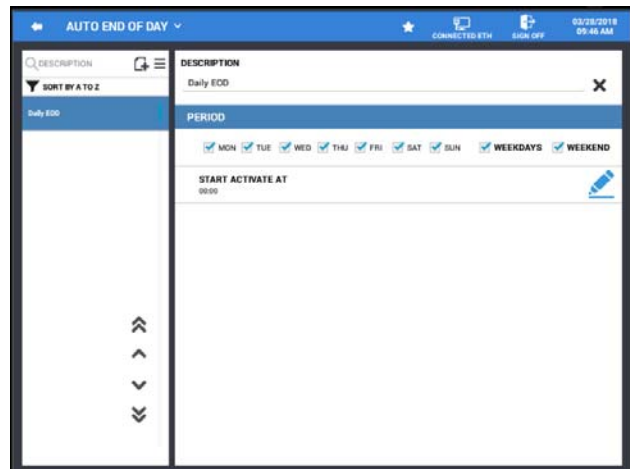 AUTO END OF DAY
CONNECTED ETH
SIGN OFF
03/28/2018
09:46 AM
DESCRIPTION
SORT BY A TO Z
Daily EOD
DESCRIPTION
Daily EOD
PERIOD
MON TUE WED THU FRI SAT SUN WEEKDAYS WEEKEND
START ACTIVATE AT
00:00